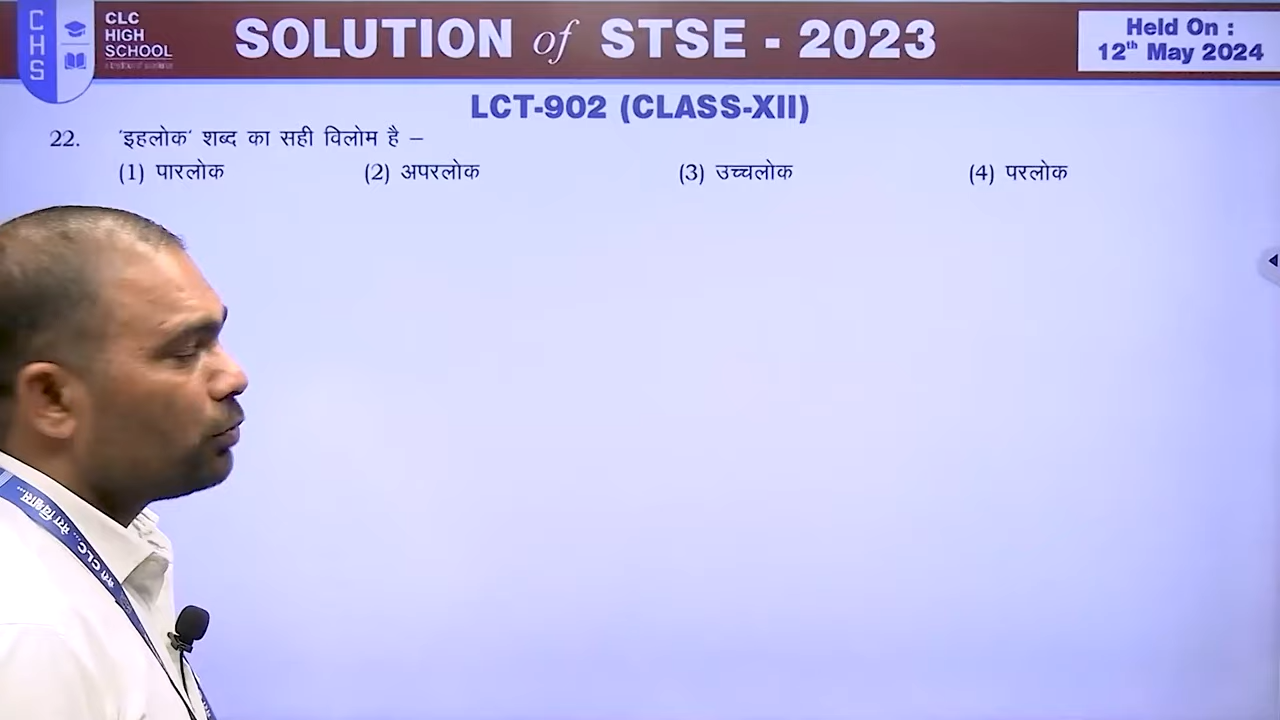 CHS
CLC
HIGH
SCHOOL
SOLUTION of STSE - 2023
Held On :
12th May 2024
LCT-902 (CLASS-XII)
22. 'इहलोक' शब्द का सही विलोम है –
(1) पारलोक (2) अपरलोक (3) उच्चलोक (4) परलोक
मेरा CLC... मेरा विश्वास...